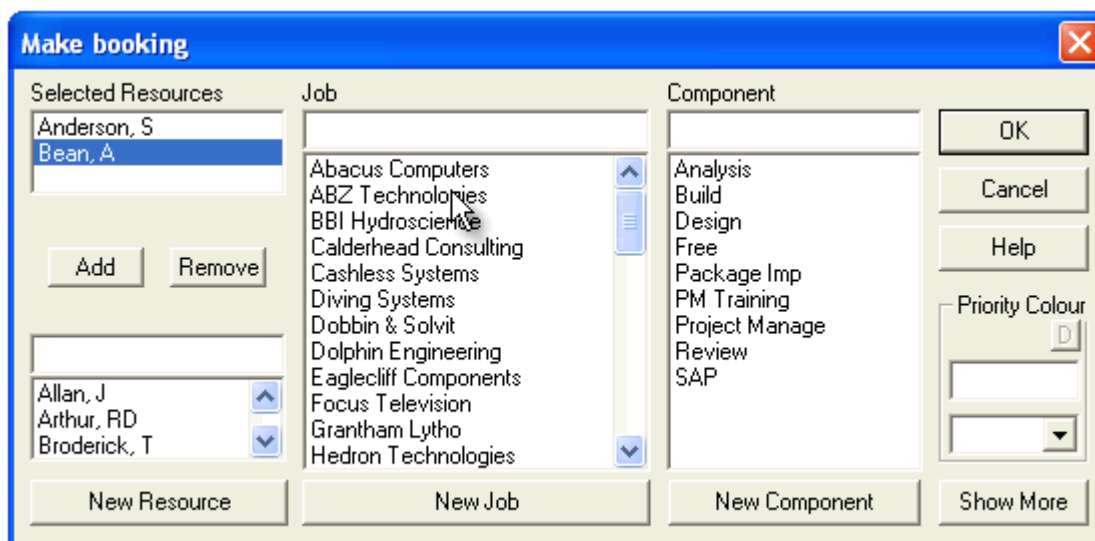 Make booking
Selected Resources
Anderson, S
Bean, A
Add
Remove
Allan, J
Arthur, RD
Broderick, T
New Resource
Job
Abacus Computers
ABZ Technologies
BBI Hydroscience
Calderhead Consulting
Cashless Systems
Diving Systems
Dobbin & Solvit
Dolphin Engineering
Eaglecliff Components
Focus Television
Grantham Lytho
Hedron Technologies
New Job
Component
Analysis
Build
Design
Free
Package Imp
PM Training
Project Manage
Review
SAP
New Component
OK
Cancel
Help
Priority Colour
D
Show More